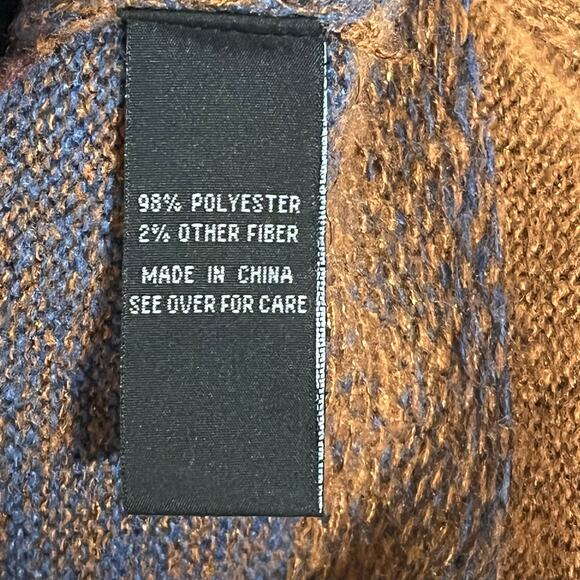 98% POLYESTER
2% OTHER FIBER
MADE IN CHINA
SEE OVER FOR CARE